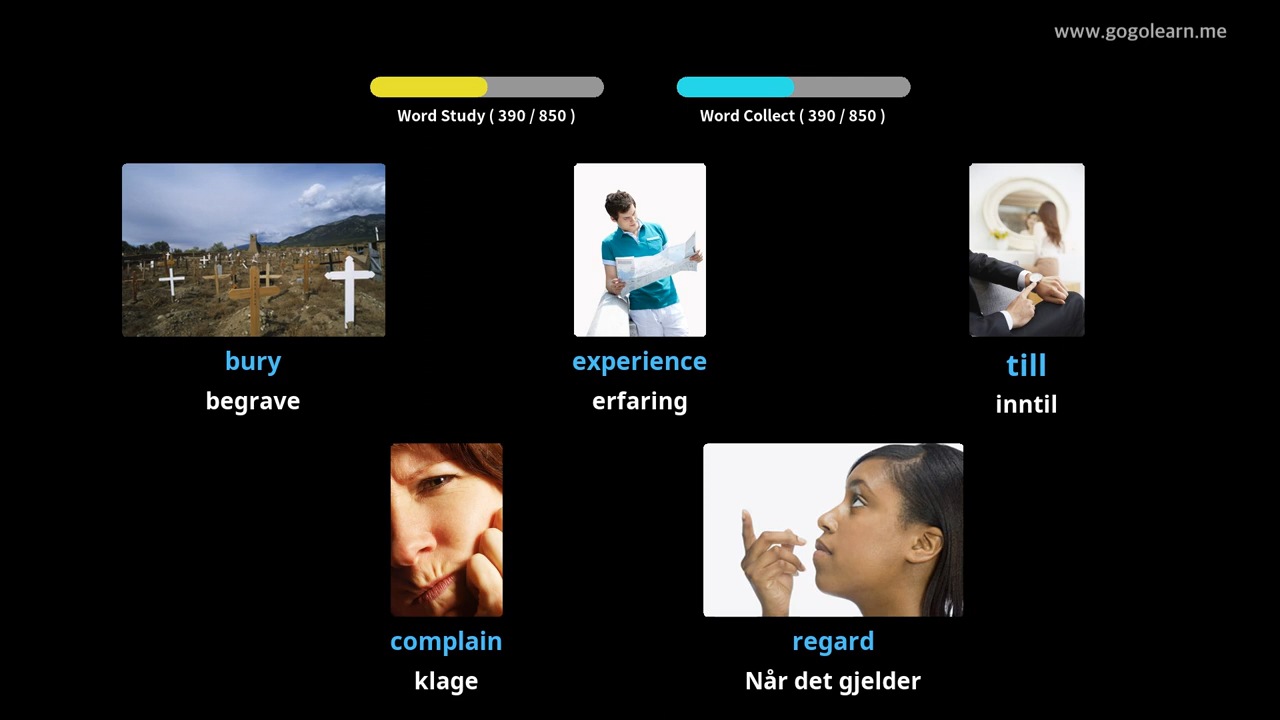 www.gogolearn.me
Word Study ( 390 / 850 )
Word Collect ( 390 / 850 )
bury
begrave
experience
erfaring
till
inntil
complain
klage
regard
Når det gjelder